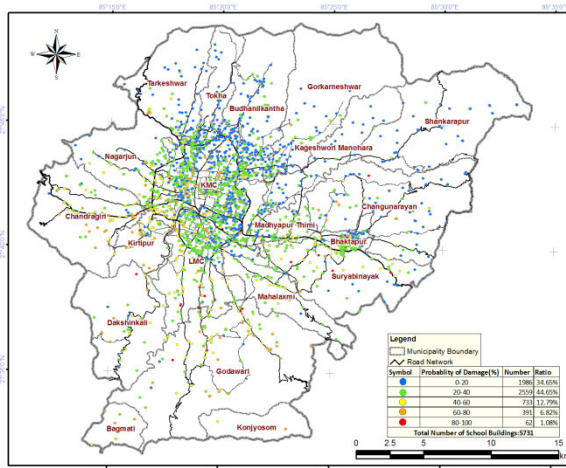 85°15'0"E 85°20'0"E 85°25'0"E 85°30'0"E
N
W E
S
Tarkeshwar
Tokha
Gorkarneshwar
Budhanilkantha
Shankarapur
Kageshwori Manohara
Nagarjun
KMC
Changunarayan
Chandragiri
Madhyapur Thimi
Kirtipur
Bhaktapur
LMC
Suryabinayak
Mahalaxmi
Dakshinkali
Godawari
Bagmati
Konjyosom
Legend
Municipality Boundary
Road Network
Symbol Probablity of Damage(%) Number Ratio
0-20 1986 34.65%
20-40 2559 44.65%
40-60 733 12.79%
60-80 391 6.82%
80-100 62 1.08%
Total Number of School Buildings:5731
0 2.5 5 10 15